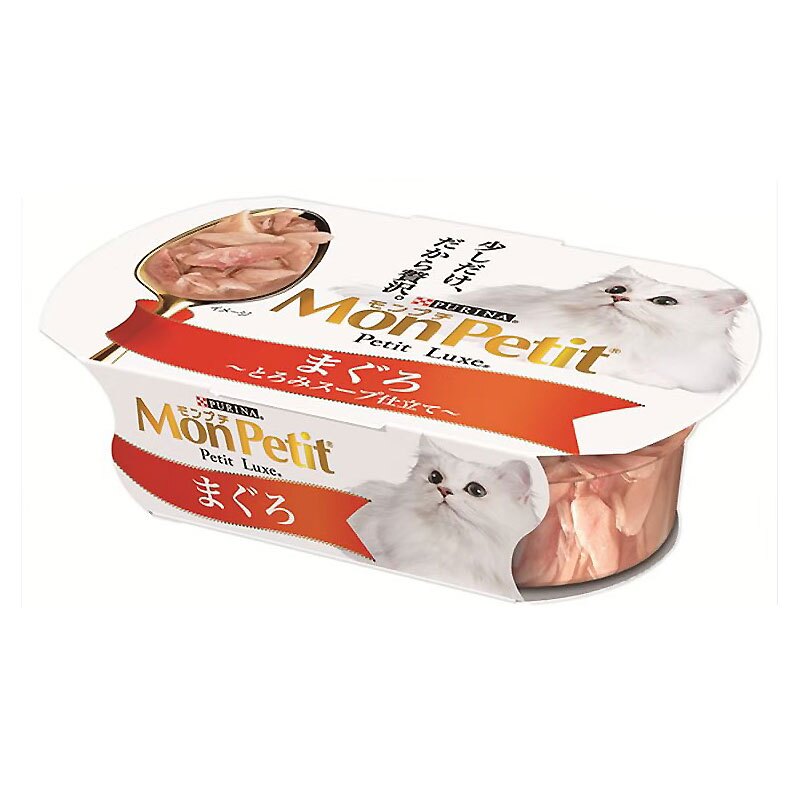 少しだけ、
だから贅沢。
イメージ
PURINA®
モンプチ
MonPetit®
Petit Luxe®
まぐろ
～とろみスープ仕立て～
PURINA®
モンプチ
MonPetit®
Petit Luxe®
まぐろ